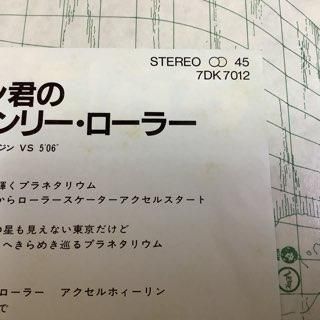 STEREO ○○ 45
7DK7012
ン君の
ンリー・ローラー
ジン VS 5'06"
輝くプラネタリウム
からローラースケーターアクセルスタート
星も見えない東京だけど
へきらめき巡るプラネタリウム
ローラー　アクセルホィーリン
で